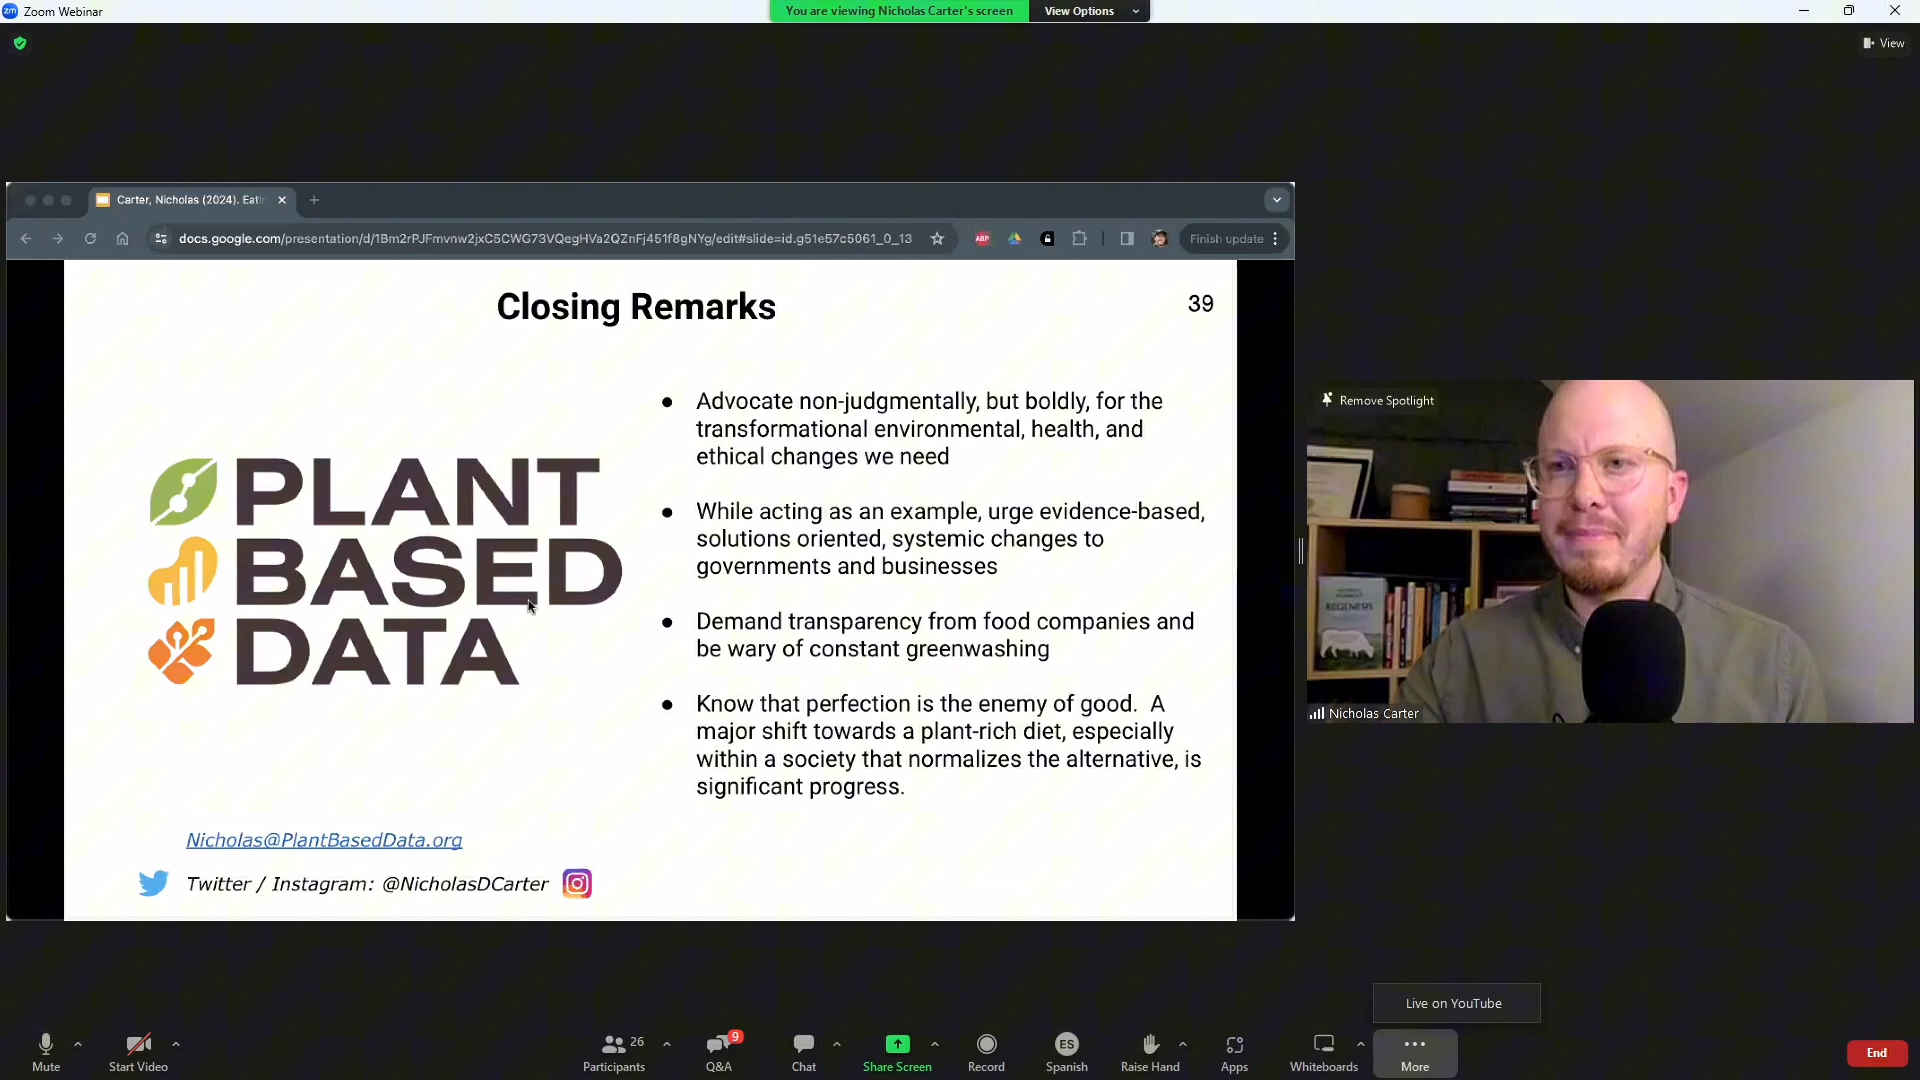 zm Zoom Webinar
You are viewing Nicholas Carter's screen
View Options
View
Carter, Nicholas (2024). Eatin
docs.google.com/presentation/d/1Bm2rPJFmvnw2jxC5CWG73VQegHVa2QZnFj451f8gNYg/edit#slide=id.g51e57c5061_0_13
ABP
Finish update
Closing Remarks
39
PLANT
BASED
DATA
● Advocate non-judgmentally, but boldly, for the
transformational environmental, health, and
ethical changes we need
● While acting as an example, urge evidence-based,
solutions oriented, systemic changes to
governments and businesses
● Demand transparency from food companies and
be wary of constant greenwashing
● Know that perfection is the enemy of good. A
major shift towards a plant-rich diet, especially
within a society that normalizes the alternative, is
significant progress.
Nicholas@PlantBasedData.org
Twitter / Instagram: @NicholasDCarter
Remove Spotlight
REGENESIS
Nicholas Carter
Live on YouTube
Mute
Start Video
26
Participants
9
Q&A
Chat
Share Screen
Record
ES
Spanish
Raise Hand
Apps
Whiteboards
More
End